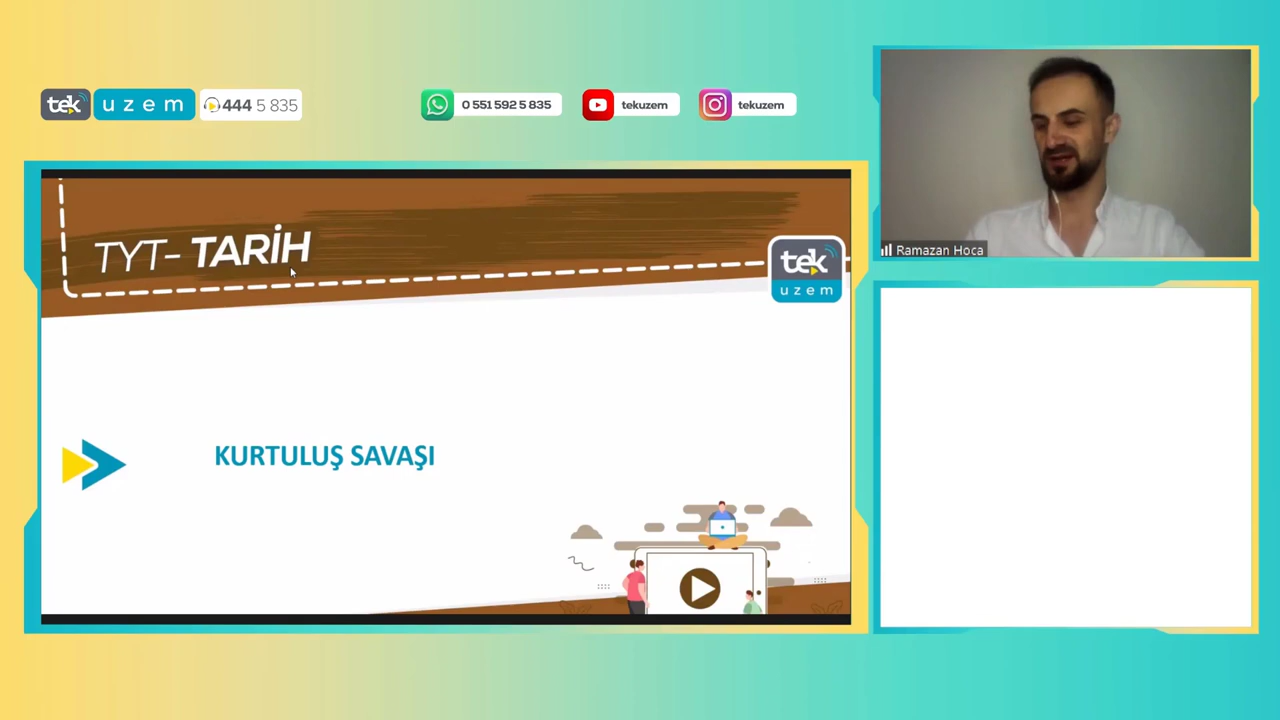 tek uzem 444 5 835
0 551 592 5 835
tekuzem
tekuzem
Ramazan Hoca
TYT- TARİH
tek
uzem
KURTULUŞ SAVAŞI